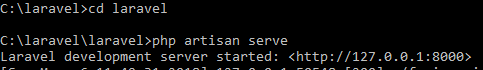 C:\laravel>cd laravel
C:\laravel\laravel>php artisan serve
Laravel development server started: <http://127.0.0.1:8000>